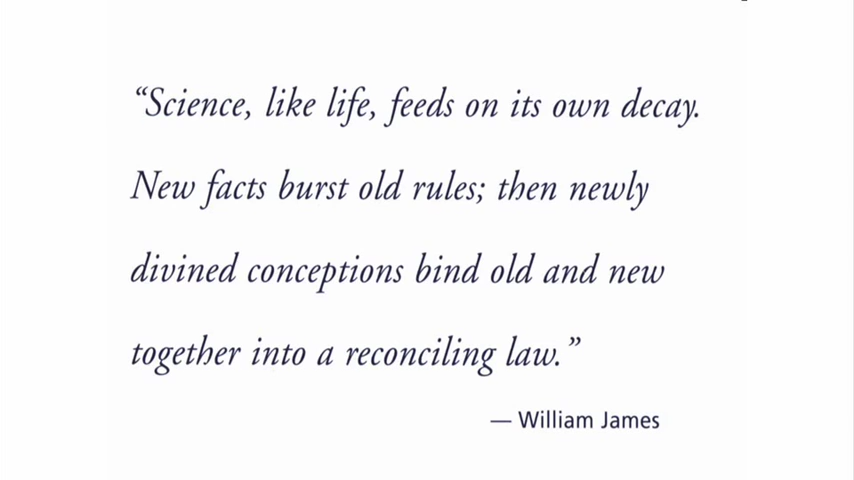 “Science, like life, feeds on its own decay.
New facts burst old rules; then newly
divined conceptions bind old and new
together into a reconciling law.”
— William James